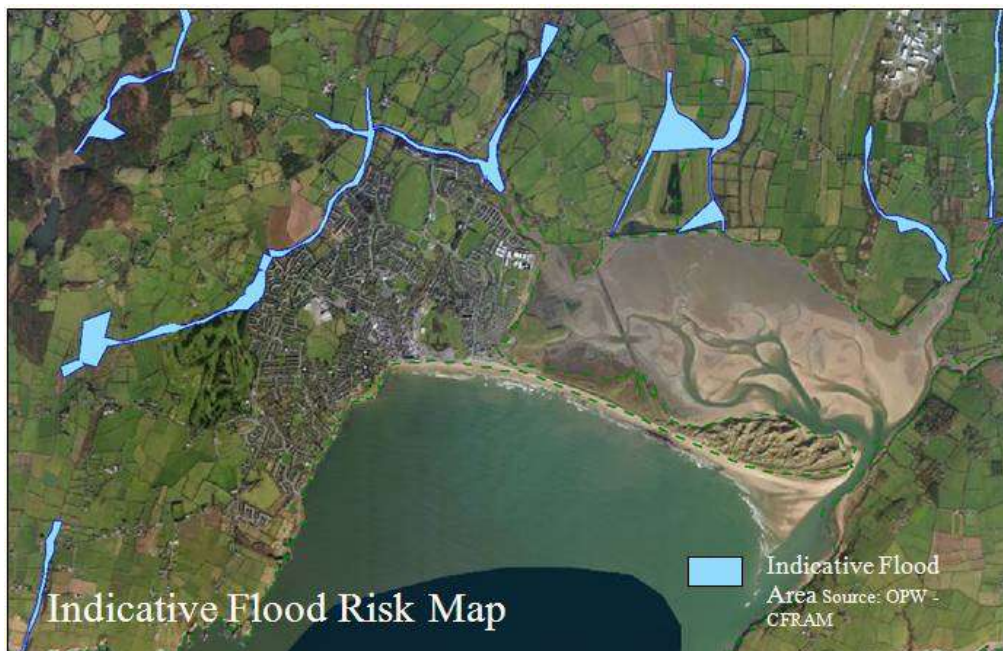 Indicative Flood Risk Map
Indicative Flood
Area Source: OPW -
CFRAM